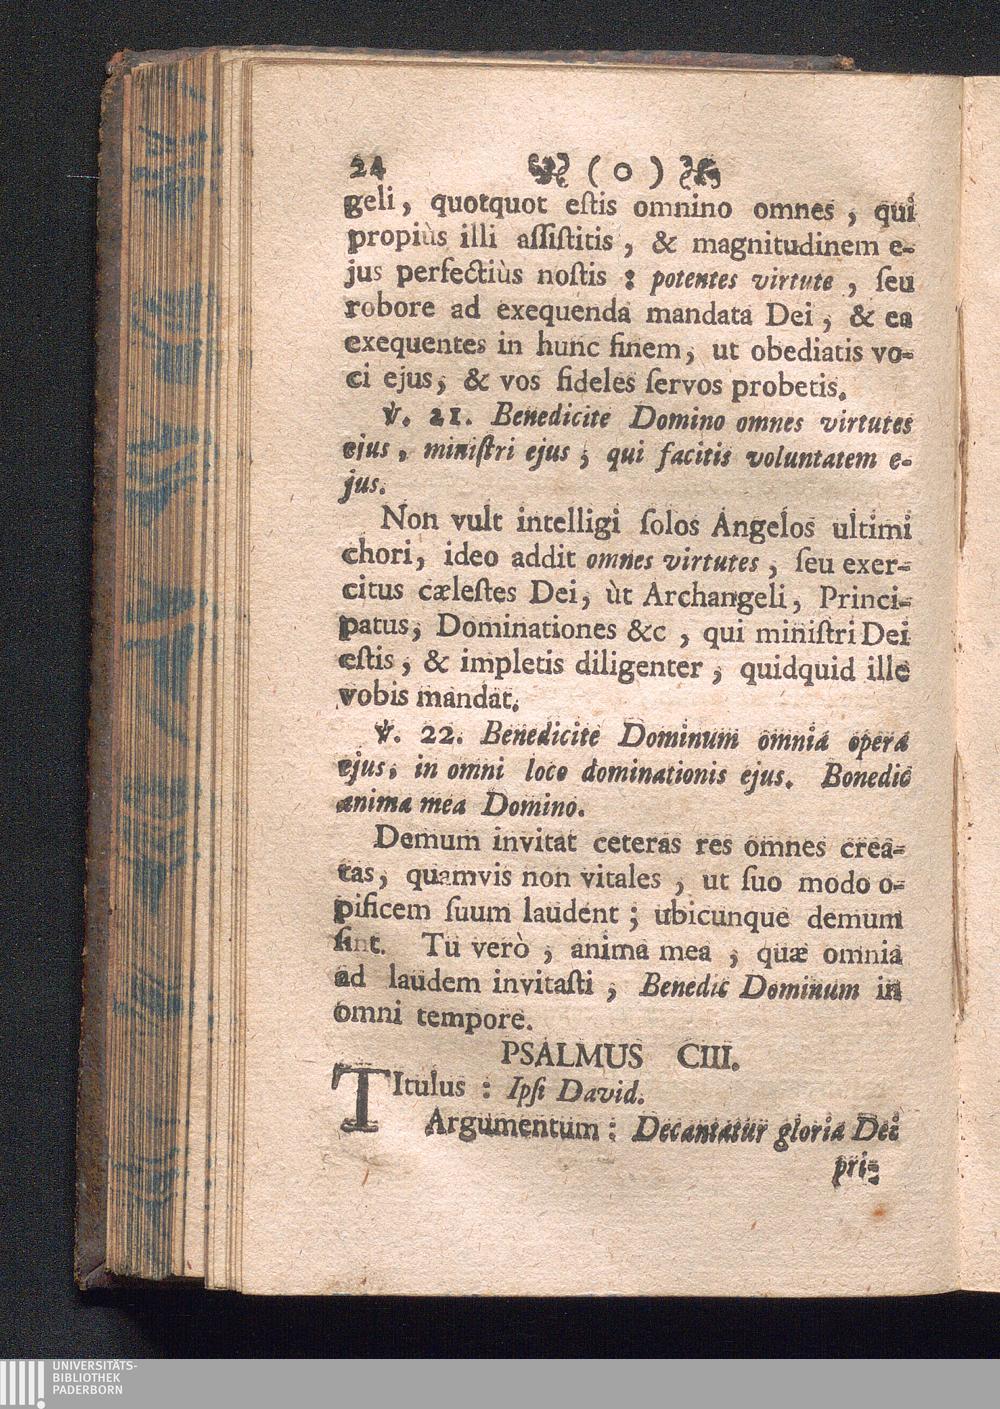 24 ( o )
geli, quotquot eſtis omnino omnes, qui
propiùs illi aſſiſtitis, & magnitudinem e-
jus perfectiùs noſtis : potentes virtute, ſeu
robore ad exequenda mandata Dei, & ea
exequentes in hunc finem, ut obediatis vo-
ci ejus, & vos fideles ſervos probetis.
℣. 21. Benedicite Domino omnes virtutes
ejus, miniſtri ejus, qui facitis voluntatem e-
jus.
Non vult intelligi ſolos Angelos ultimi
chori, ideo addit omnes virtutes, ſeu exer-
citus cæleſtes Dei, ùt Archangeli, Princi-
patus, Dominationes &c, qui miniſtri Dei
eſtis, & impletis diligenter, quidquid ille
vobis mandat.
℣. 22. Benedicite Dominum omnia opera
ejus, in omni loco dominationis ejus. Bonedic
anima mea Domino.
Demum invitat ceteras res omnes crea-
tas, quamvis non vitales, ut ſuo modo o-
pificem ſuum laudent ; ubicunque demum
ſint. Tu verò, anima mea, quæ omnia
ad laudem invitaſti, Benedic Dominum in
omni tempore.
PSALMUS CIII.
TItulus : Ipſi David.
Argumentum : Decantatur gloria Dei
pri-
UNIVERSITÄTS-
BIBLIOTHEK
PADERBORN